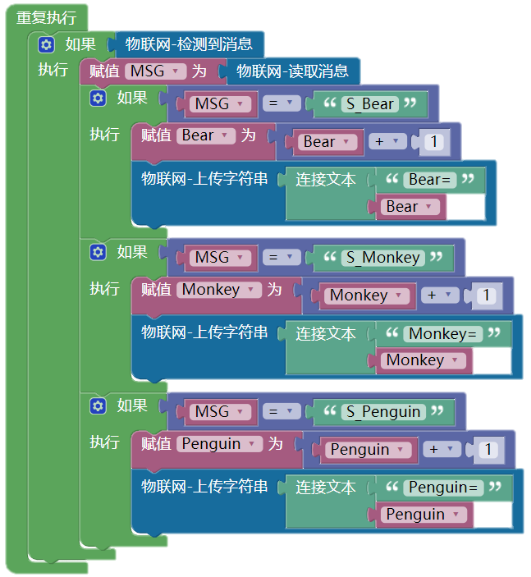 重复执行
如果 物联网-检测到消息
执行 赋值 MSG 为 物联网-读取消息
如果 MSG = “ S_Bear ”
执行 赋值 Bear 为 Bear + 1
物联网-上传字符串 连接文本 “ Bear= ”
Bear
如果 MSG = “ S_Monkey ”
执行 赋值 Monkey 为 Monkey + 1
物联网-上传字符串 连接文本 “ Monkey= ”
Monkey
如果 MSG = “ S_Penguin ”
执行 赋值 Penguin 为 Penguin + 1
物联网-上传字符串 连接文本 “ Penguin= ”
Penguin